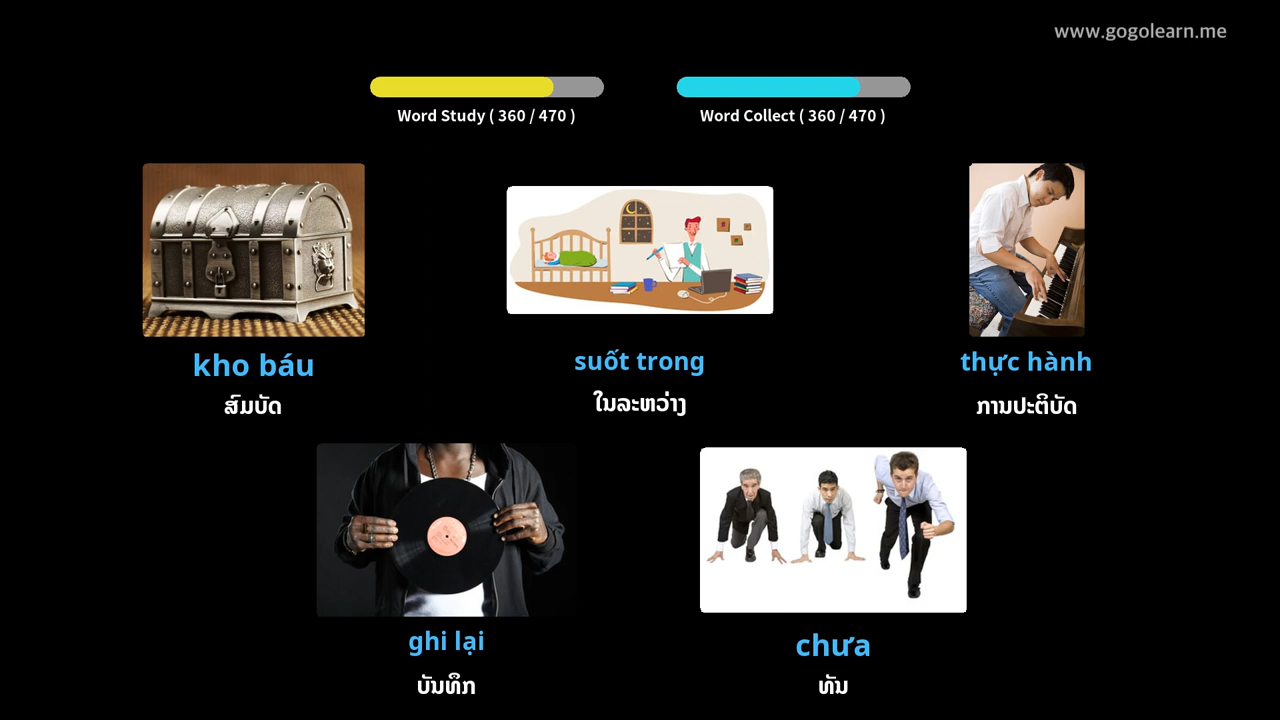 www.gogolearn.me
Word Study ( 360 / 470 )
Word Collect ( 360 / 470 )
kho báu
ສົມບັດ
suốt trong
ໃນລະຫວ່າງ
thực hành
ການປະຕິບັດ
ghi lại
ບັນທຶກ
chưa
ທັນ